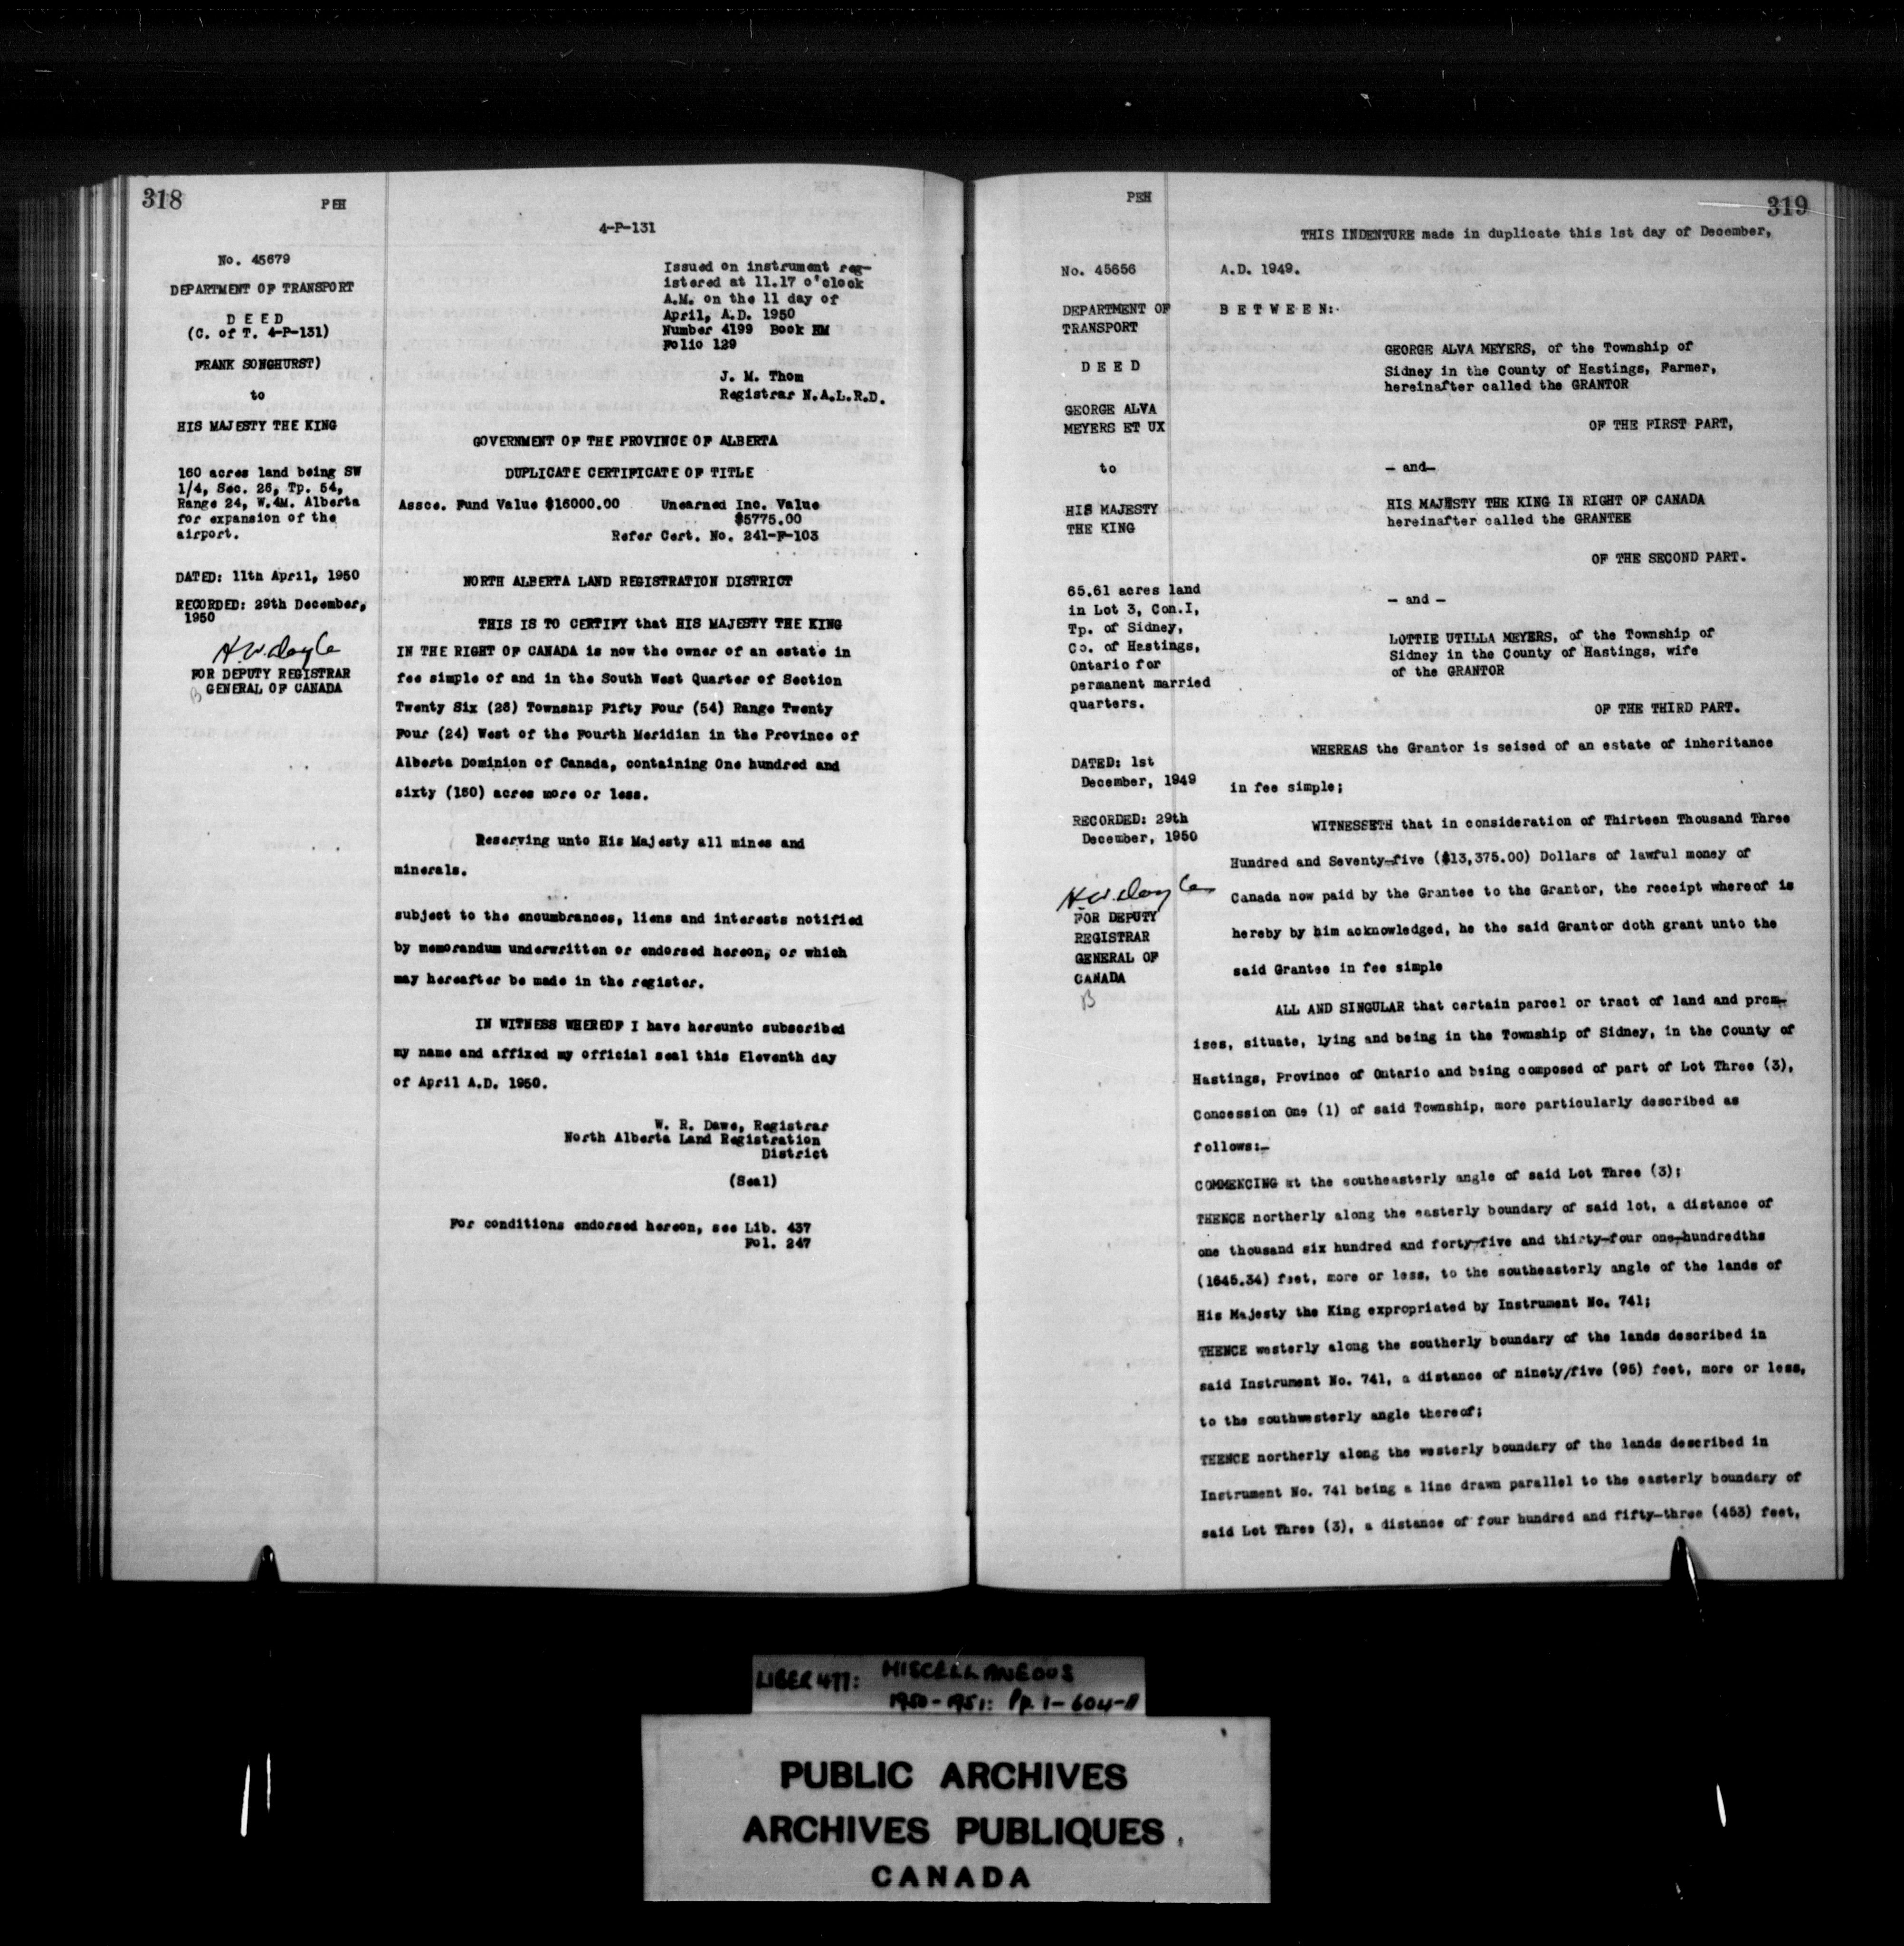 318
PEH
4-P-131
No. 45679
DEPARTMENT OF TRANSPORT
D E E D
(C. of T. 4-P-131)
FRANK SONGHURST)
to
HIS MAJESTY THE KING
160 acres land being SW
1/4, Sec. 26, Tp. 54,
Range 24, W.4M. Alberta
for expansion of the
airport.
DATED: 11th April, 1950
RECORDED: 29th December,
1950
H.W. Doyle
FOR DEPUTY REGISTRAR
GENERAL OF CANADA
B
Issued on instrument reg-
istered at 11.17 o'clock
A.M. on the 11 day of
April, A.D. 1950
Number 4199 Book HM
Folio 129
J. M. Thom
Registrar N.A.L.R.D.
GOVERNMENT OF THE PROVINCE OF ALBERTA
DUPLICATE CERTIFICATE OF TITLE
Assce. Fund Value $16000.00 Unearned Inc. Value
$5775.00
Refer Cert. No. 241-F-103
NORTH ALBERTA LAND REGISTRATION DISTRICT
THIS IS TO CERTIFY that HIS MAJESTY THE KING
IN THE RIGHT OF CANADA is now the owner of an estate in
fee simple of and in the South West Quarter of Section
Twenty Six (26) Township Fifty Four (54) Range Twenty
Four (24) West of the Fourth Meridian in the Province of
Alberta Dominion of Canada, containing One hundred and
sixty (160) acres more or less.
Reserving unto His Majesty all mines and
minerals.
subject to the encumbrances, liens and interests notified
by memorandum underwritten or endorsed hereon, or which
may hereafter be made in the register.
IN WITNESS WHEREOF I have hereunto subscribed
my name and affixed my official seal this Eleventh day
of April A.D. 1950.
W. R. Dawe, Registrar
North Alberta Land Registration
District
(Seal)
For conditions endorsed hereon, see Lib. 437
Fol. 247
PEH
319
No. 45656
DEPARTMENT OF
TRANSPORT
D E E D
GEORGE ALVA
MEYERS ET UX
to
HIS MAJESTY
THE KING
65.61 acres land
in Lot 3, Con.I,
Tp. of Sidney,
Co. of Hastings,
Ontario for
permanent married
quarters.
DATED: 1st
December, 1949
RECORDED: 29th
December, 1950
H.W. Doyle
FOR DEPUTY
REGISTRAR
GENERAL OF
CANADA
B
THIS INDENTURE made in duplicate this 1st day of December,
A.D. 1949.
B E T W E E N:
GEORGE ALVA MEYERS, of the Township of
Sidney in the County of Hastings, Farmer,
hereinafter called the GRANTOR
OF THE FIRST PART,
- and-
HIS MAJESTY THE KING IN RIGHT OF CANADA
hereinafter called the GRANTEE
OF THE SECOND PART.
- and -
LOTTIE UTILLA MEYERS, of the Township of
Sidney in the County of Hastings, wife
of the GRANTOR
OF THE THIRD PART.
WHEREAS the Grantor is seised of an estate of inheritance
in fee simple;
WITNESSETH that in consideration of Thirteen Thousand Three
Hundred and Seventy-five ($13,375.00) Dollars of lawful money of
Canada now paid by the Grantee to the Grantor, the receipt whereof is
hereby by him acknowledged, he the said Grantor doth grant unto the
said Grantee in fee simple
ALL AND SINGULAR that certain parcel or tract of land and prem-
ises, situate, lying and being in the Township of Sidney, in the County of
Hastings, Province of Ontario and being composed of part of Lot Three (3),
Concession One (1) of said Township, more particularly described as
follows:-
COMMENCING at the southeasterly angle of said Lot Three (3);
THENCE northerly along the easterly boundary of said lot, a distance of
one thousand six hundred and forty-five and thirty-four one-hundredths
(1645.34) feet, more or less, to the southeasterly angle of the lands of
His Majesty the King expropriated by Instrument No. 741;
THENCE westerly along the southerly boundary of the lands described in
said Instrument No. 741, a distance of ninety/five (95) feet, more or less,
to the southwesterly angle thereof;
THENCE northerly along the westerly boundary of the lands described in
Instrument No. 741 being a line drawn parallel to the easterly boundary of
said Lot Three (3), a distance of four hundred and fifty-three (453) feet,
LIBER 477: MISCELLANEOUS
1950-1951: Pp. 1-604-A
PUBLIC ARCHIVES
ARCHIVES PUBLIQUES
CANADA